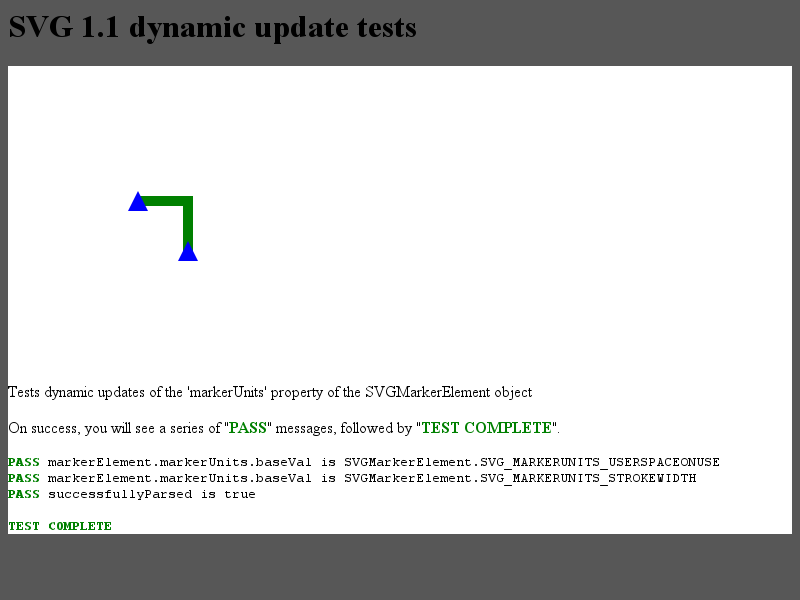 SVG 1.1 dynamic update tests
Tests dynamic updates of the 'markerUnits' property of the SVGMarkerElement object
On success, you will see a series of "PASS" messages, followed by "TEST COMPLETE".
PASS markerElement.markerUnits.baseVal is SVGMarkerElement.SVG_MARKERUNITS_USERSPACEONUSE
PASS markerElement.markerUnits.baseVal is SVGMarkerElement.SVG_MARKERUNITS_STROKEWIDTH
PASS successfullyParsed is true
TEST COMPLETE